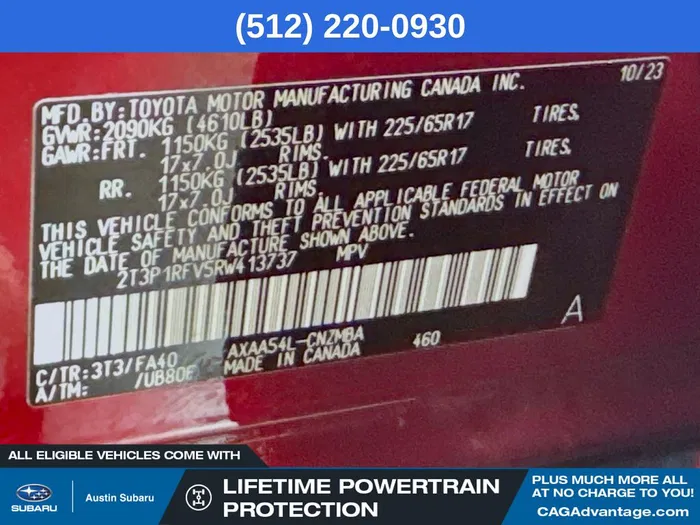 (512) 220-0930
MFD.BY:TOYOTA MOTOR MANUFACTURING CANADA INC. 10/23
GVWR:2090KG (4610LB)
GAWR:FRT. 1150KG (2535LB) WITH 225/65R17 TIRES.
17x7.0J RIMS.
RR. 1150KG (2535LB) WITH 225/65R17 TIRES.
17x7.0J RIMS.
THIS VEHICLE CONFORMS TO ALL APPLICABLE FEDERAL MOTOR
VEHICLE SAFETY AND THEFT PREVENTION STANDARDS IN EFFECT ON
THE DATE OF MANUFACTURE SHOWN ABOVE.
2T3P1RFV5RW413737 MPV
C/TR:3T3/FA40 AXAA54L-CNZMBA 460 A
A/TM: /UB80F MADE IN CANADA
ALL ELIGIBLE VEHICLES COME WITH
SUBARU
Austin Subaru
LIFETIME POWERTRAIN
PROTECTION
PLUS MUCH MORE ALL
AT NO CHARGE TO YOU!
CAGAdvantage.com